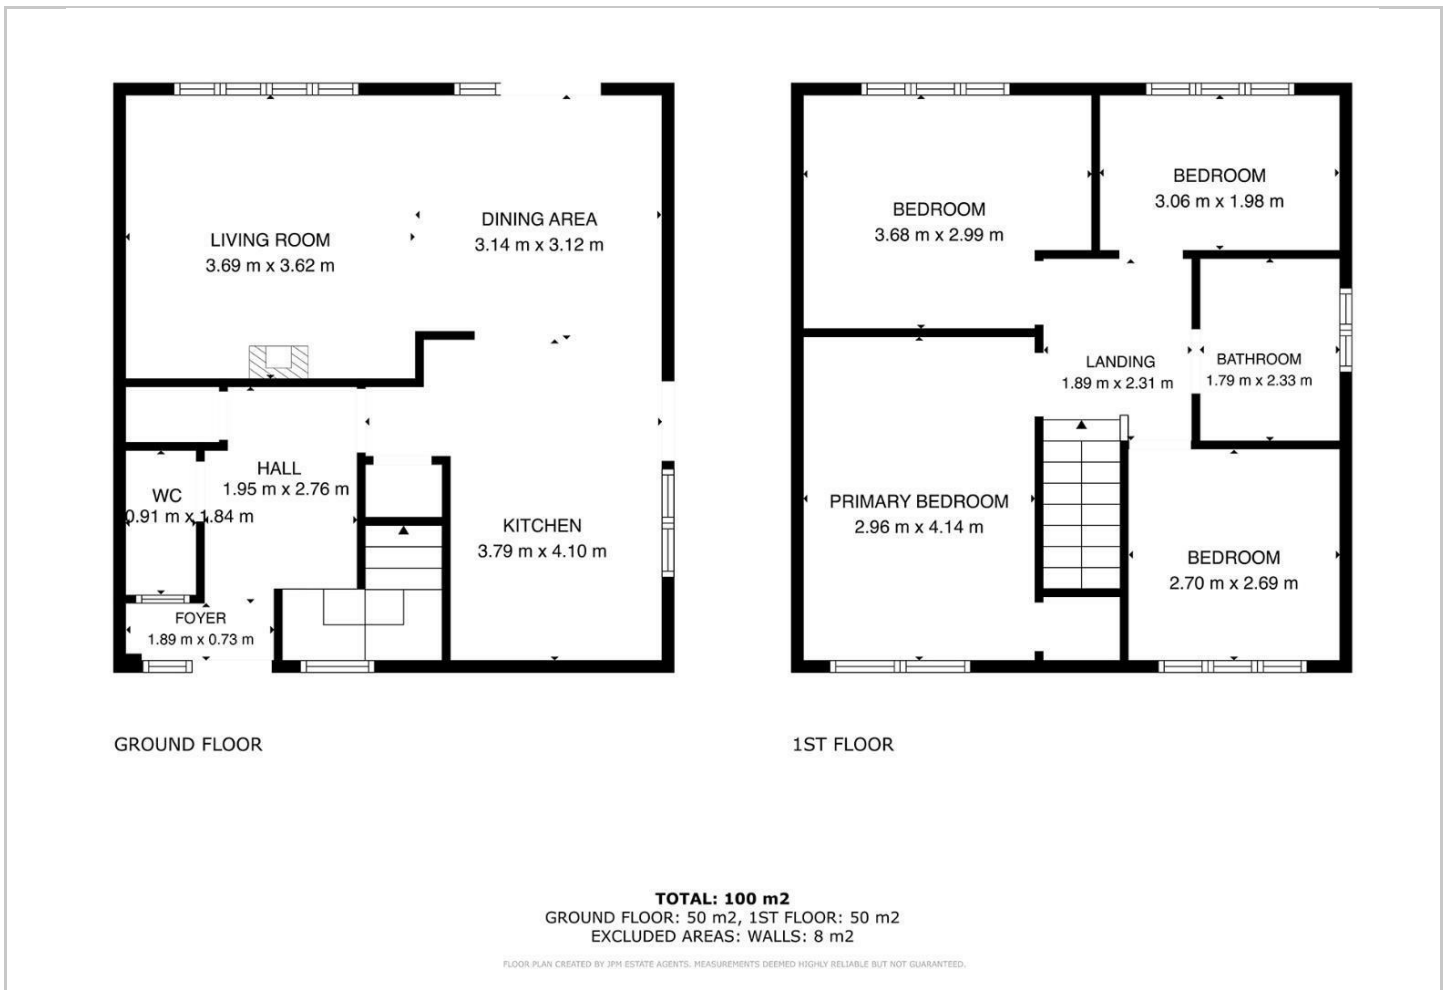 LIVING ROOM
3.69 m x 3.62 m
DINING AREA
3.14 m x 3.12 m
HALL
1.95 m x 2.76 m
WC
0.91 m x 1.84 m
KITCHEN
3.79 m x 4.10 m
FOYER
1.89 m x 0.73 m
GROUND FLOOR
BEDROOM
3.68 m x 2.99 m
BEDROOM
3.06 m x 1.98 m
LANDING
1.89 m x 2.31 m
BATHROOM
1.79 m x 2.33 m
PRIMARY BEDROOM
2.96 m x 4.14 m
BEDROOM
2.70 m x 2.69 m
1ST FLOOR
TOTAL: 100 m2
GROUND FLOOR: 50 m2, 1ST FLOOR: 50 m2
EXCLUDED AREAS: WALLS: 8 m2
FLOOR PLAN CREATED BY JPM ESTATE AGENTS. MEASUREMENTS DEEMED HIGHLY RELIABLE BUT NOT GUARANTEED.